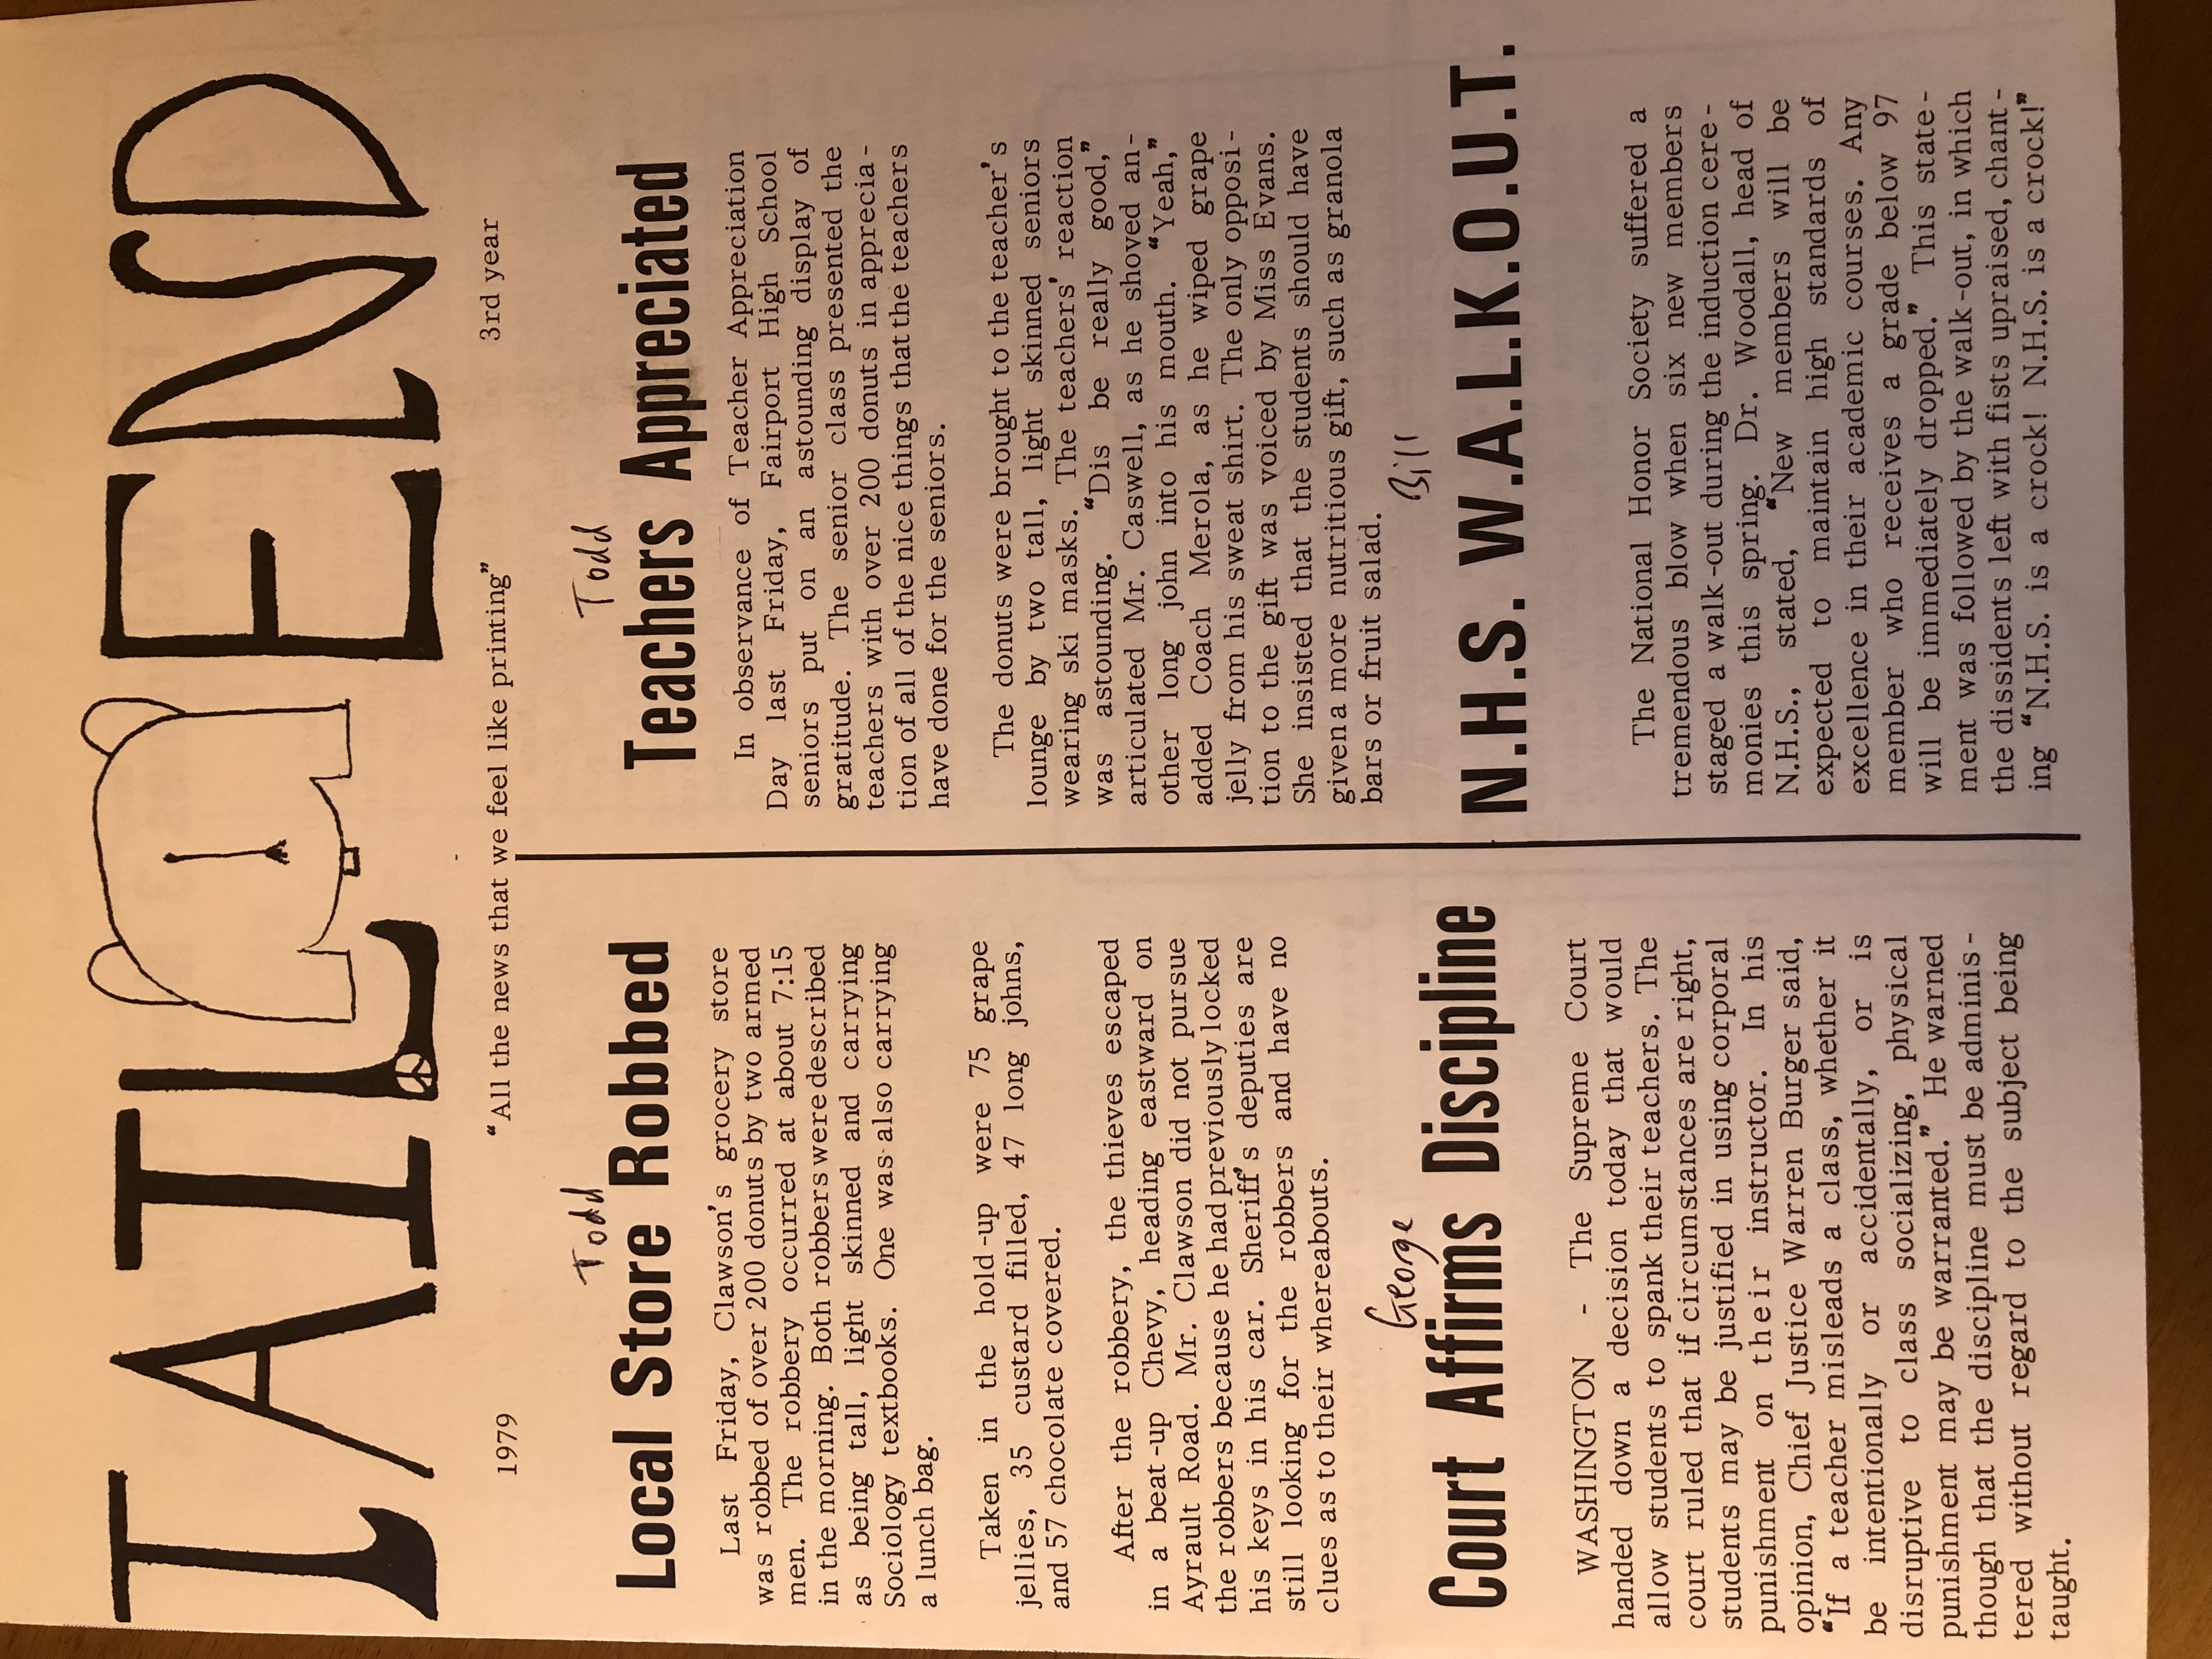 TAIL END
1979
"All the news that we feel like printing"
3rd year
Todd
Local Store Robbed
Last Friday, Clawson's grocery store
was robbed of over 200 donuts by two armed
men. The robbery occurred at about 7:15
in the morning. Both robbers were described
as being tall, light skinned and carrying
Sociology textbooks. One was also carrying
a lunch bag.
Taken in the hold-up were 75 grape
jellies, 35 custard filled, 47 long johns,
and 57 chocolate covered.
After the robbery, the thieves escaped
in a beat-up Chevy, heading eastward on
Ayrault Road. Mr. Clawson did not pursue
the robbers because he had previously locked
his keys in his car. Sheriff's deputies are
still looking for the robbers and have no
clues as to their whereabouts.
George
Court Affirms Discipline
WASHINGTON - The Supreme Court
handed down a decision today that would
allow students to spank their teachers. The
court ruled that if circumstances are right,
students may be justified in using corporal
punishment on their instructor. In his
opinion, Chief Justice Warren Burger said,
"If a teacher misleads a class, whether it
be intentionally or accidentally, or is
disruptive to class socializing, physical
punishment may be warranted." He warned
though that the discipline must be adminis-
tered without regard to the subject being
taught.
Todd
Teachers Appreciated
In observance of Teacher Appreciation
Day last Friday, Fairport High School
seniors put on an astounding display of
gratitude. The senior class presented the
teachers with over 200 donuts in apprecia-
tion of all of the nice things that the teachers
have done for the seniors.
The donuts were brought to the teacher's
lounge by two tall, light skinned seniors
wearing ski masks. The teachers' reaction
was astounding. "Dis be really good,"
articulated Mr. Caswell, as he shoved an-
other long john into his mouth. "Yeah,"
added Coach Merola, as he wiped grape
jelly from his sweat shirt. The only opposi-
tion to the gift was voiced by Miss Evans.
She insisted that the students should have
given a more nutritious gift, such as granola
bars or fruit salad.
Bill
N.H.S. W.A.L.K.O.U.T.
The National Honor Society suffered a
tremendous blow when six new members
staged a walk-out during the induction cere-
monies this spring. Dr. Woodall, head of
N.H.S., stated, "New members will be
expected to maintain high standards of
excellence in their academic courses. Any
member who receives a grade below 97
will be immediately dropped." This state-
ment was followed by the walk-out, in which
the dissidents left with fists upraised, chant-
ing "N.H.S. is a crock! N.H.S. is a crock!"